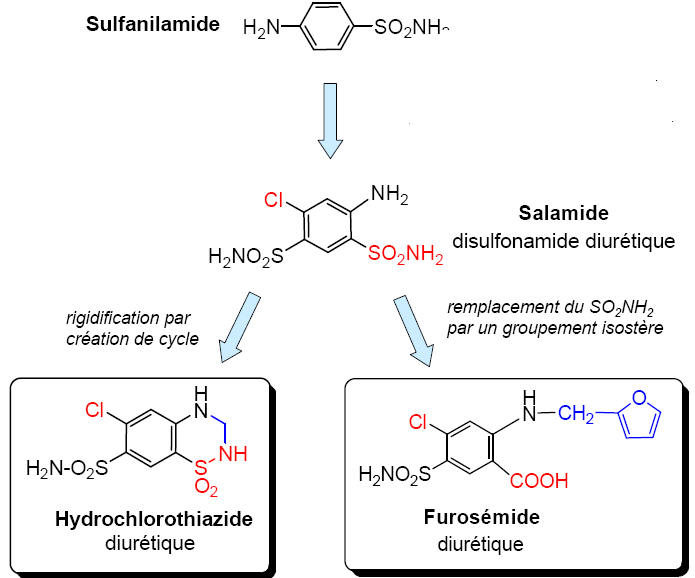 Sulfanilamide
H2N
SO2NH2
Cl
NH2
H2NO2S
SO2NH2
Salamide
disulfonamide diurétique
rigidification par
création de cycle
remplacement du SO2NH2
par un groupement isostère
Cl
H
N
NH
S
O2
H2N-O2S
Hydrochlorothiazide
diurétique
Cl
H
N
CH2
O
H2NO2S
COOH
Furosémide
diurétique